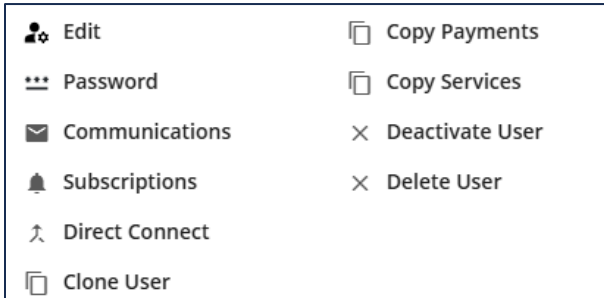 Edit
Password
Communications
Subscriptions
Direct Connect
Clone User
Copy Payments
Copy Services
Deactivate User
Delete User